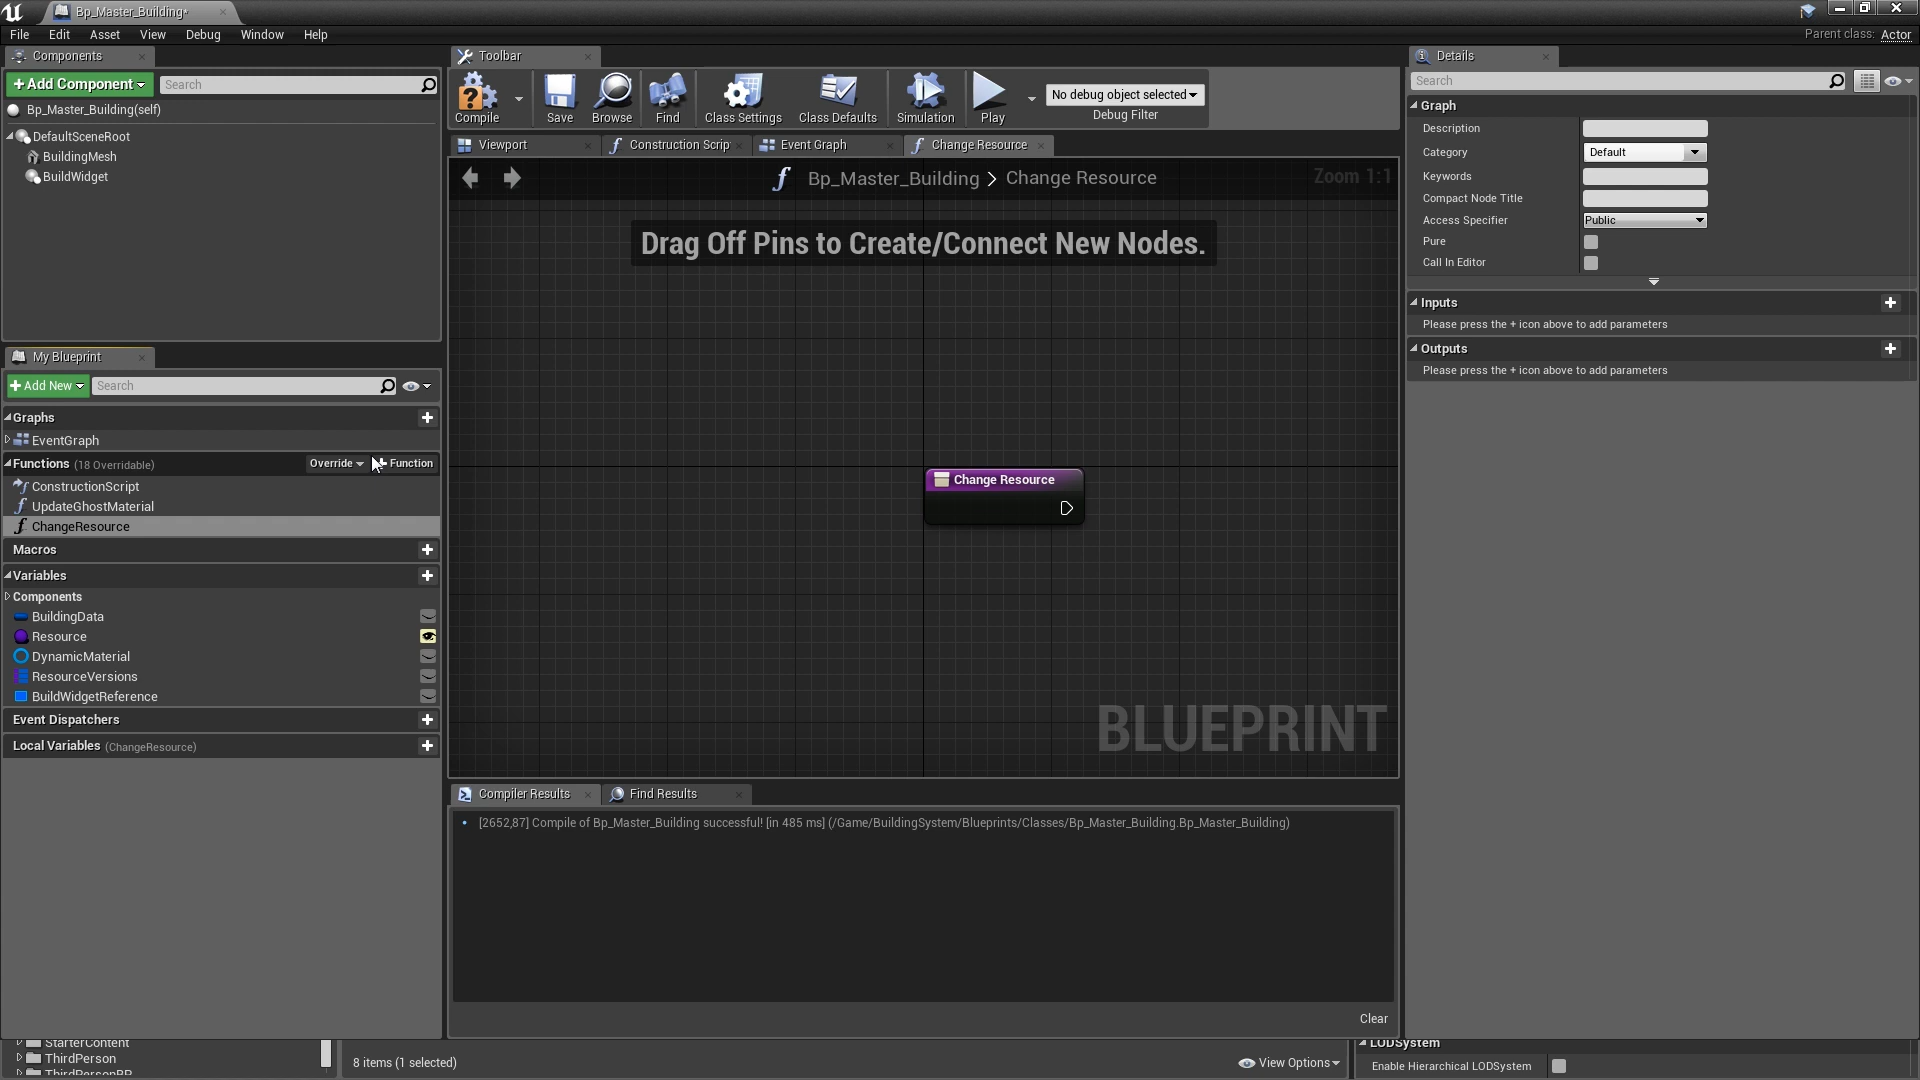 Bp_Master_Building*
File Edit Asset View Debug Window Help
Parent class: Actor
Components
+ Add Component
Search
Bp_Master_Building(self)
DefaultSceneRoot
BuildingMesh
BuildWidget
My Blueprint
+ Add New
Search
Graphs
EventGraph
Functions (18 Overridable)
Override
Function
ConstructionScript
UpdateGhostMaterial
ChangeResource
Macros
Variables
Components
BuildingData
Resource
DynamicMaterial
ResourceVersions
BuildWidgetReference
Event Dispatchers
Local Variables (ChangeResource)
Toolbar
Compile
Save
Browse
Find
Class Settings
Class Defaults
Simulation
Play
No debug object selected
Debug Filter
Viewport
Construction Scrip
Event Graph
Change Resource
Bp_Master_Building > Change Resource
Zoom 1:1
Drag Off Pins to Create/Connect New Nodes.
Change Resource
BLUEPRINT
Compiler Results
Find Results
[2652,87] Compile of Bp_Master_Building successful! [in 485 ms] (/Game/BuildingSystem/Blueprints/Classes/Bp_Master_Building.Bp_Master_Building)
Clear
Details
Search
Graph
Description
Category Default
Keywords
Compact Node Title
Access Specifier Public
Pure
Call In Editor
Inputs
Please press the + icon above to add parameters
Outputs
Please press the + icon above to add parameters
StarterContent
ThirdPerson
ThirdPersonBP
8 items (1 selected)
View Options
LODSystem
Enable Hierarchical LODSystem